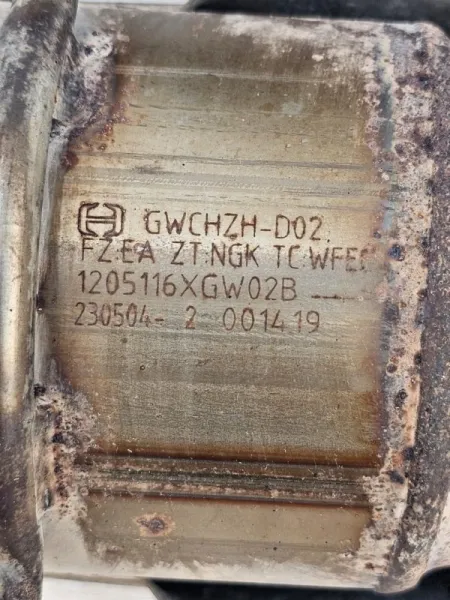 GWCHZH-D02
FZ:EA ZT:NGK TC:WFEC
1205116XGW02B
230504- 2 001419